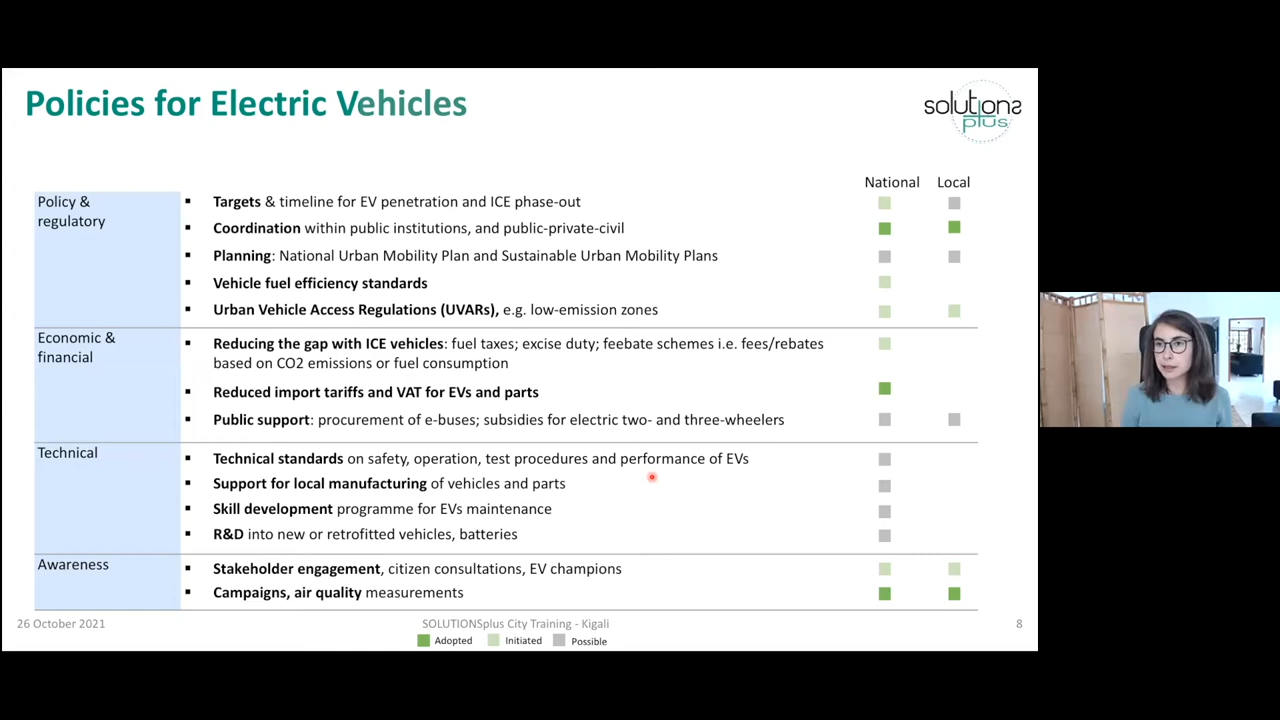 Policies for Electric Vehicles
solutions
plus
National Local
Policy &
regulatory
▪ Targets & timeline for EV penetration and ICE phase-out
▪ Coordination within public institutions, and public-private-civil
▪ Planning: National Urban Mobility Plan and Sustainable Urban Mobility Plans
▪ Vehicle fuel efficiency standards
▪ Urban Vehicle Access Regulations (UVARs), e.g. low-emission zones
Economic &
financial
▪ Reducing the gap with ICE vehicles: fuel taxes; excise duty; feebate schemes i.e. fees/rebates
based on CO2 emissions or fuel consumption
▪ Reduced import tariffs and VAT for EVs and parts
▪ Public support: procurement of e-buses; subsidies for electric two- and three-wheelers
Technical
▪ Technical standards on safety, operation, test procedures and performance of EVs
▪ Support for local manufacturing of vehicles and parts
▪ Skill development programme for EVs maintenance
▪ R&D into new or retrofitted vehicles, batteries
Awareness
▪ Stakeholder engagement, citizen consultations, EV champions
▪ Campaigns, air quality measurements
26 October 2021
SOLUTIONSplus City Training - Kigali
8
Adopted Initiated Possible